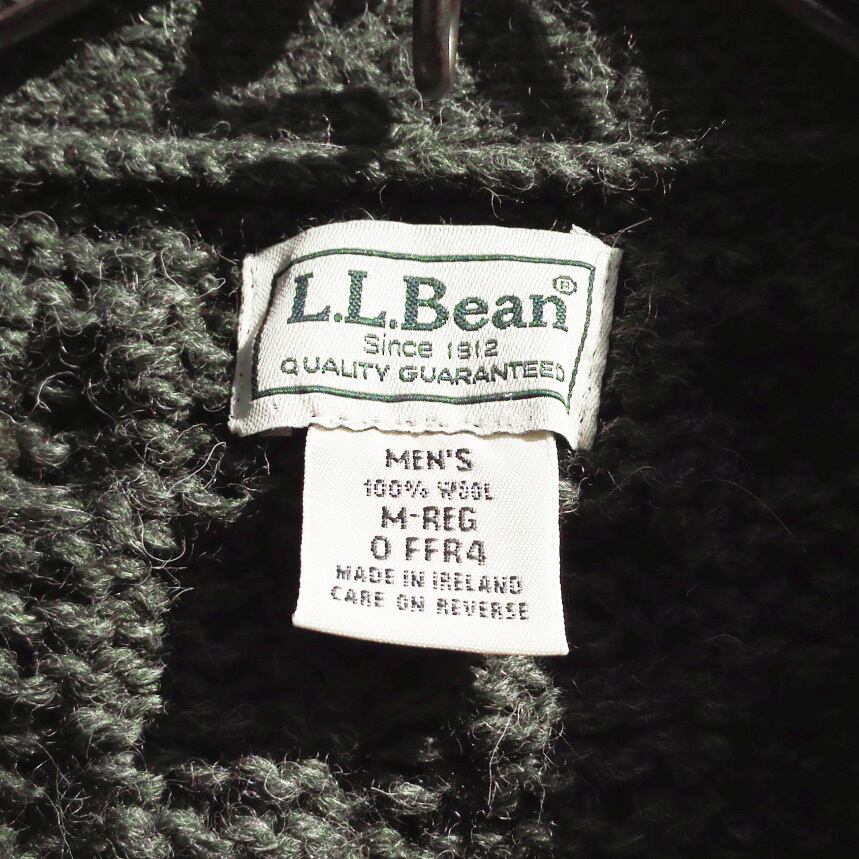 L.L.Bean®
Since 1912
QUALITY GUARANTEED
MEN'S
100% WOOL
M-REG
0 FFR4
MADE IN IRELAND
CARE ON REVERSE